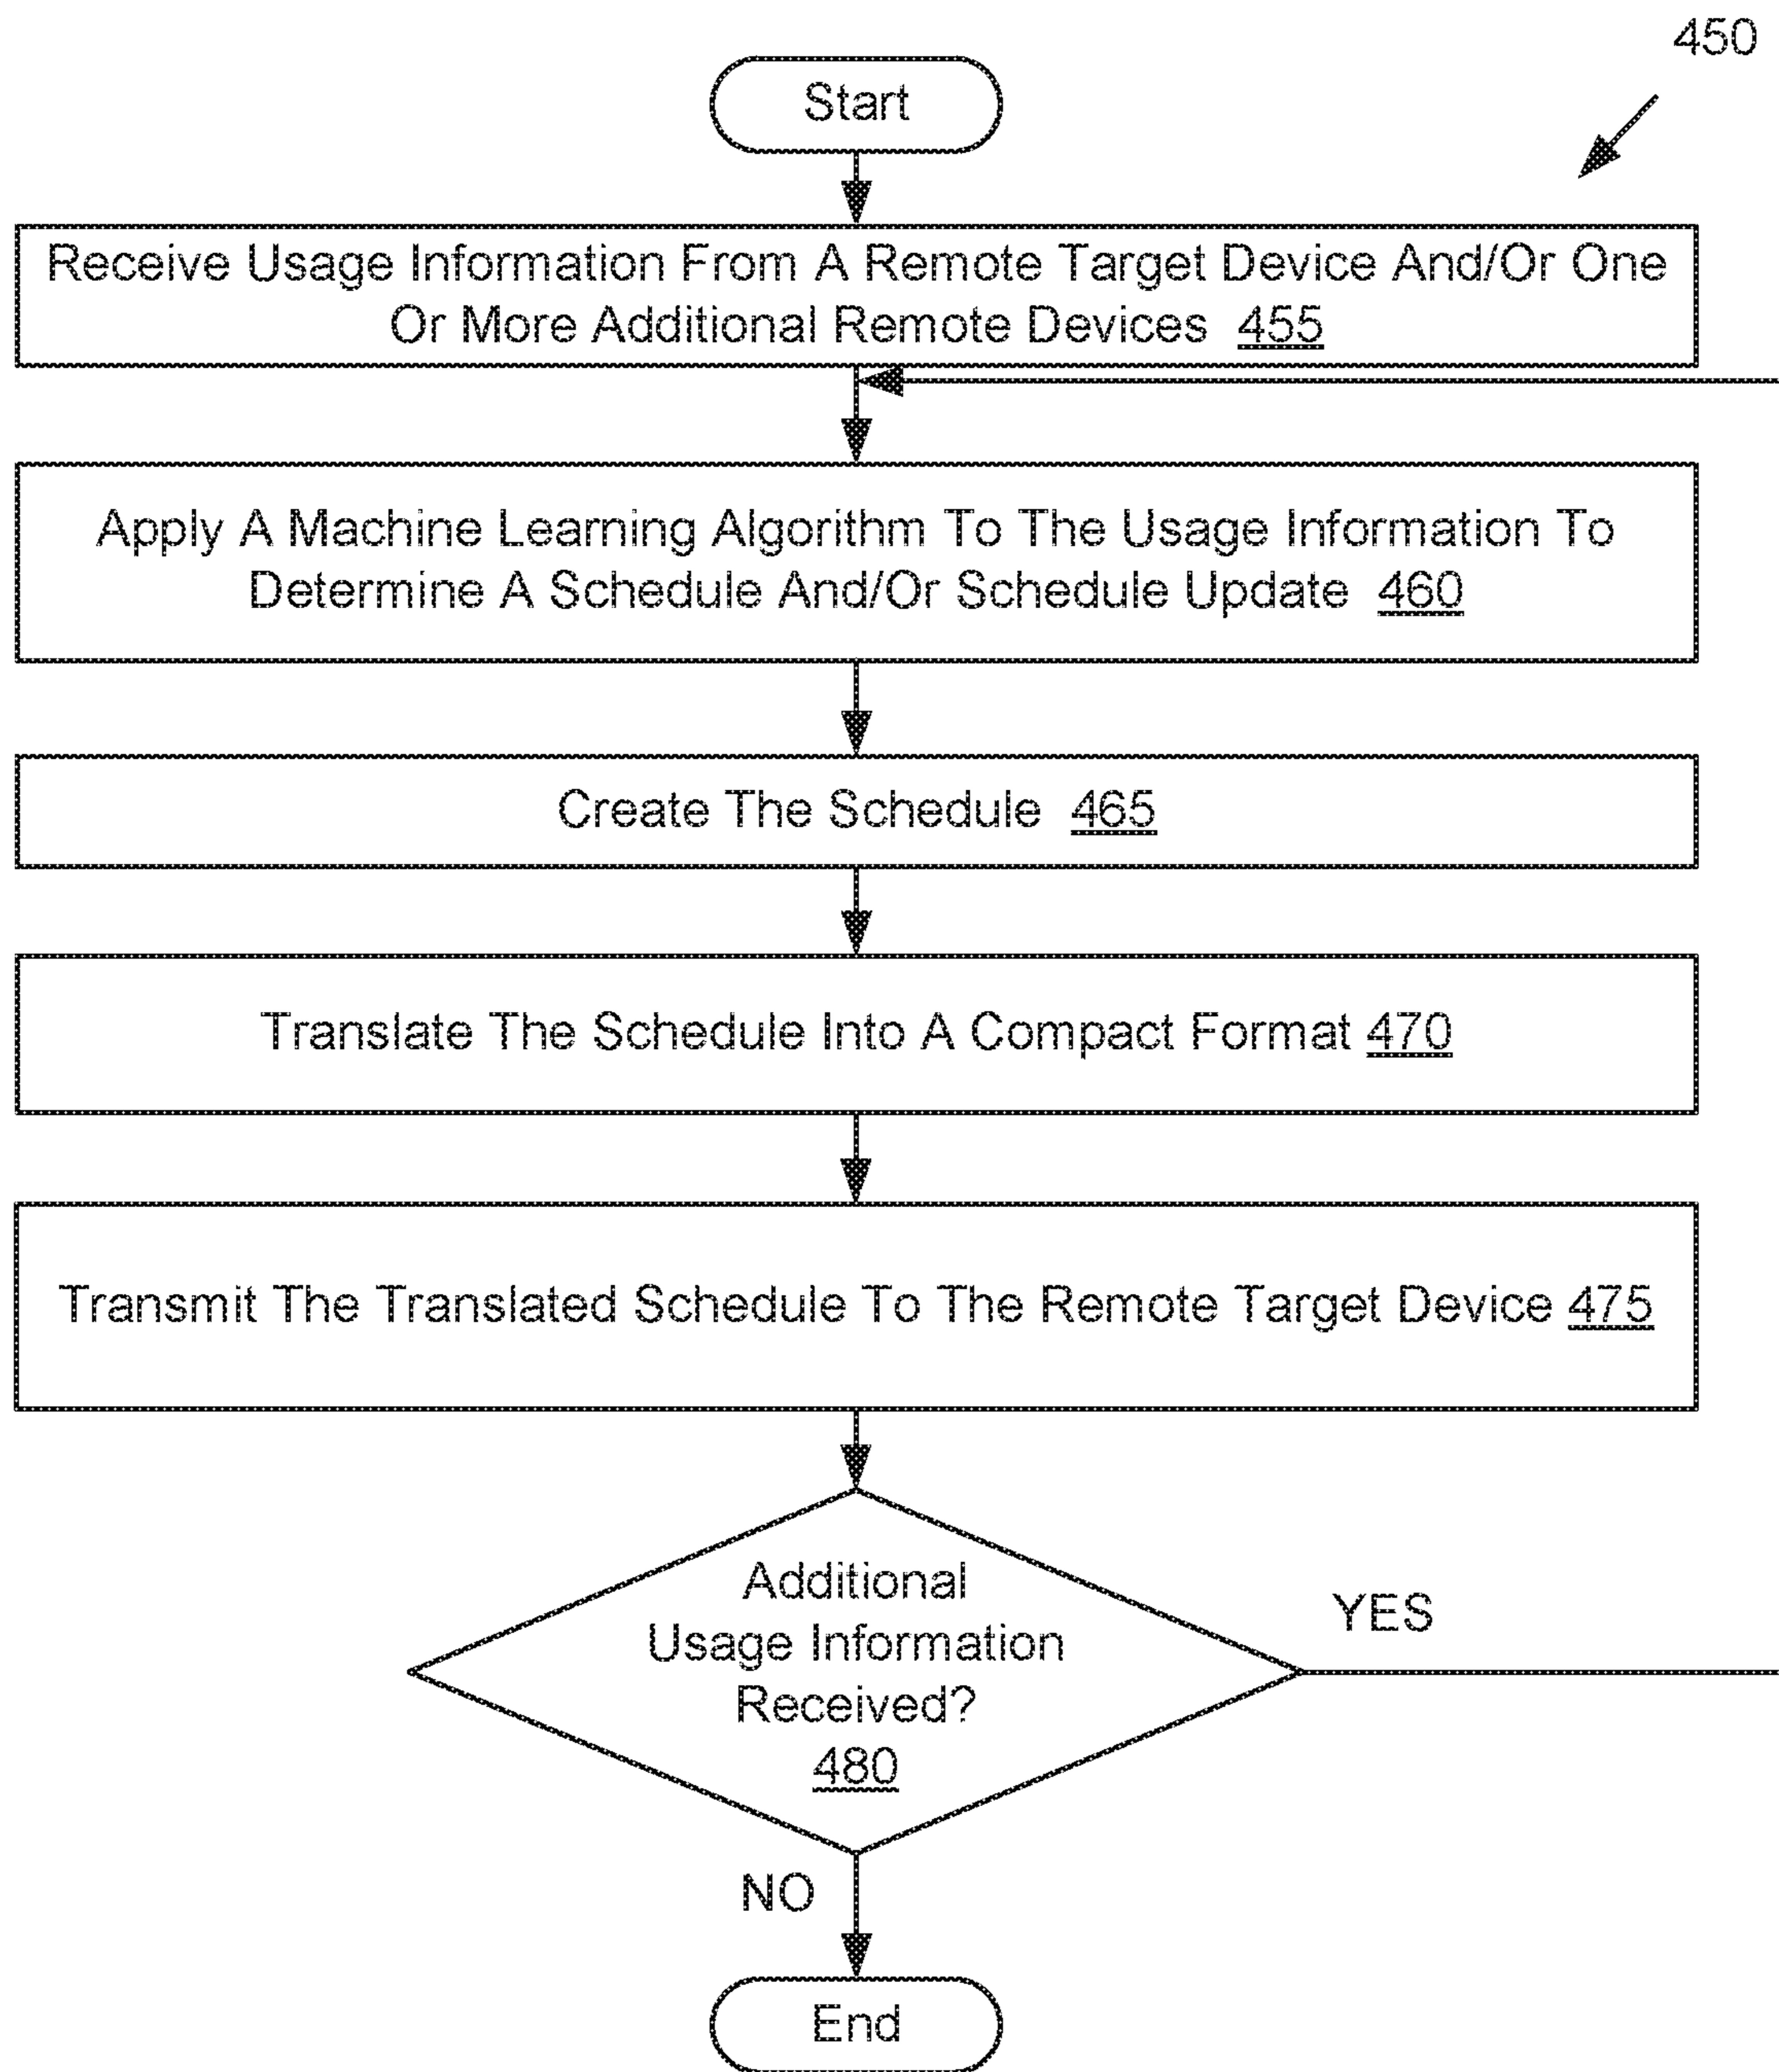 450
Start
Receive Usage Information From A Remote Target Device And/Or One
Or More Additional Remote Devices 455
Apply A Machine Learning Algorithm To The Usage Information To
Determine A Schedule And/Or Schedule Update 460
Create The Schedule 465
Translate The Schedule Into A Compact Format 470
Transmit The Translated Schedule To The Remote Target Device 475
Additional
Usage Information
Received?
480
YES
NO
End